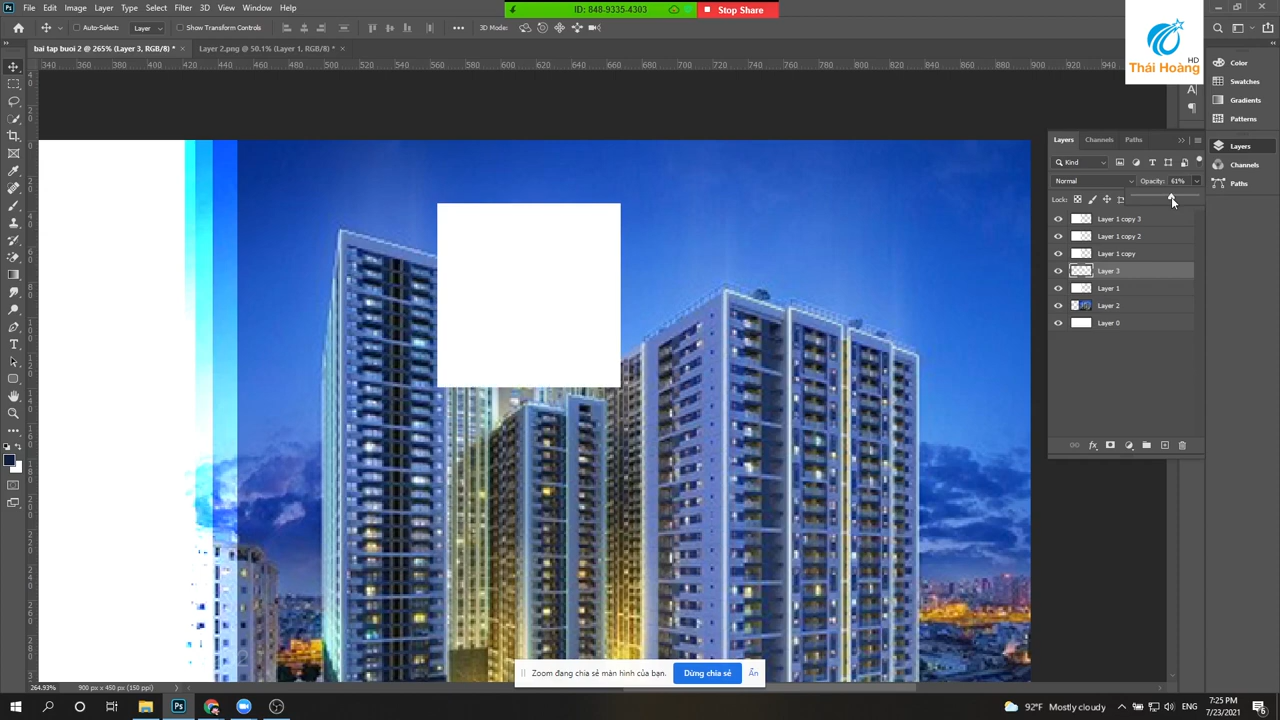 File Edit Image Layer Type Select Filter 3D View Window Help
ID: 848-9335-4303 Stop Share
Auto-Select: Layer Show Transform Controls 3D Mode:
HD
Thái Hoàng
bai tap buoi 2 @ 265% (Layer 3, RGB/8) * Layer 2.png @ 50.1% (Layer 1, RGB/8) *
340 360 380 400 420 440 460 480 500 520 540 560 580 600 620 640 660 680 700 720 740 760 780 800 820 840 860 880 900 920 940
Color
Swatches
Gradients
Patterns
Layers
Channels
Paths
Layers Channels Paths
Kind
Normal Opacity: 61%
Lock:
Layer 1 copy 3
Layer 1 copy 2
Layer 1 copy
Layer 3
Layer 1
Layer 2
Layer 0
Zoom đang chia sẻ màn hình của bạn. Dừng chia sẻ Ẩn
264.93% 900 px x 450 px (150 ppi)
92°F Mostly cloudy
7:25 PM
7/23/2021